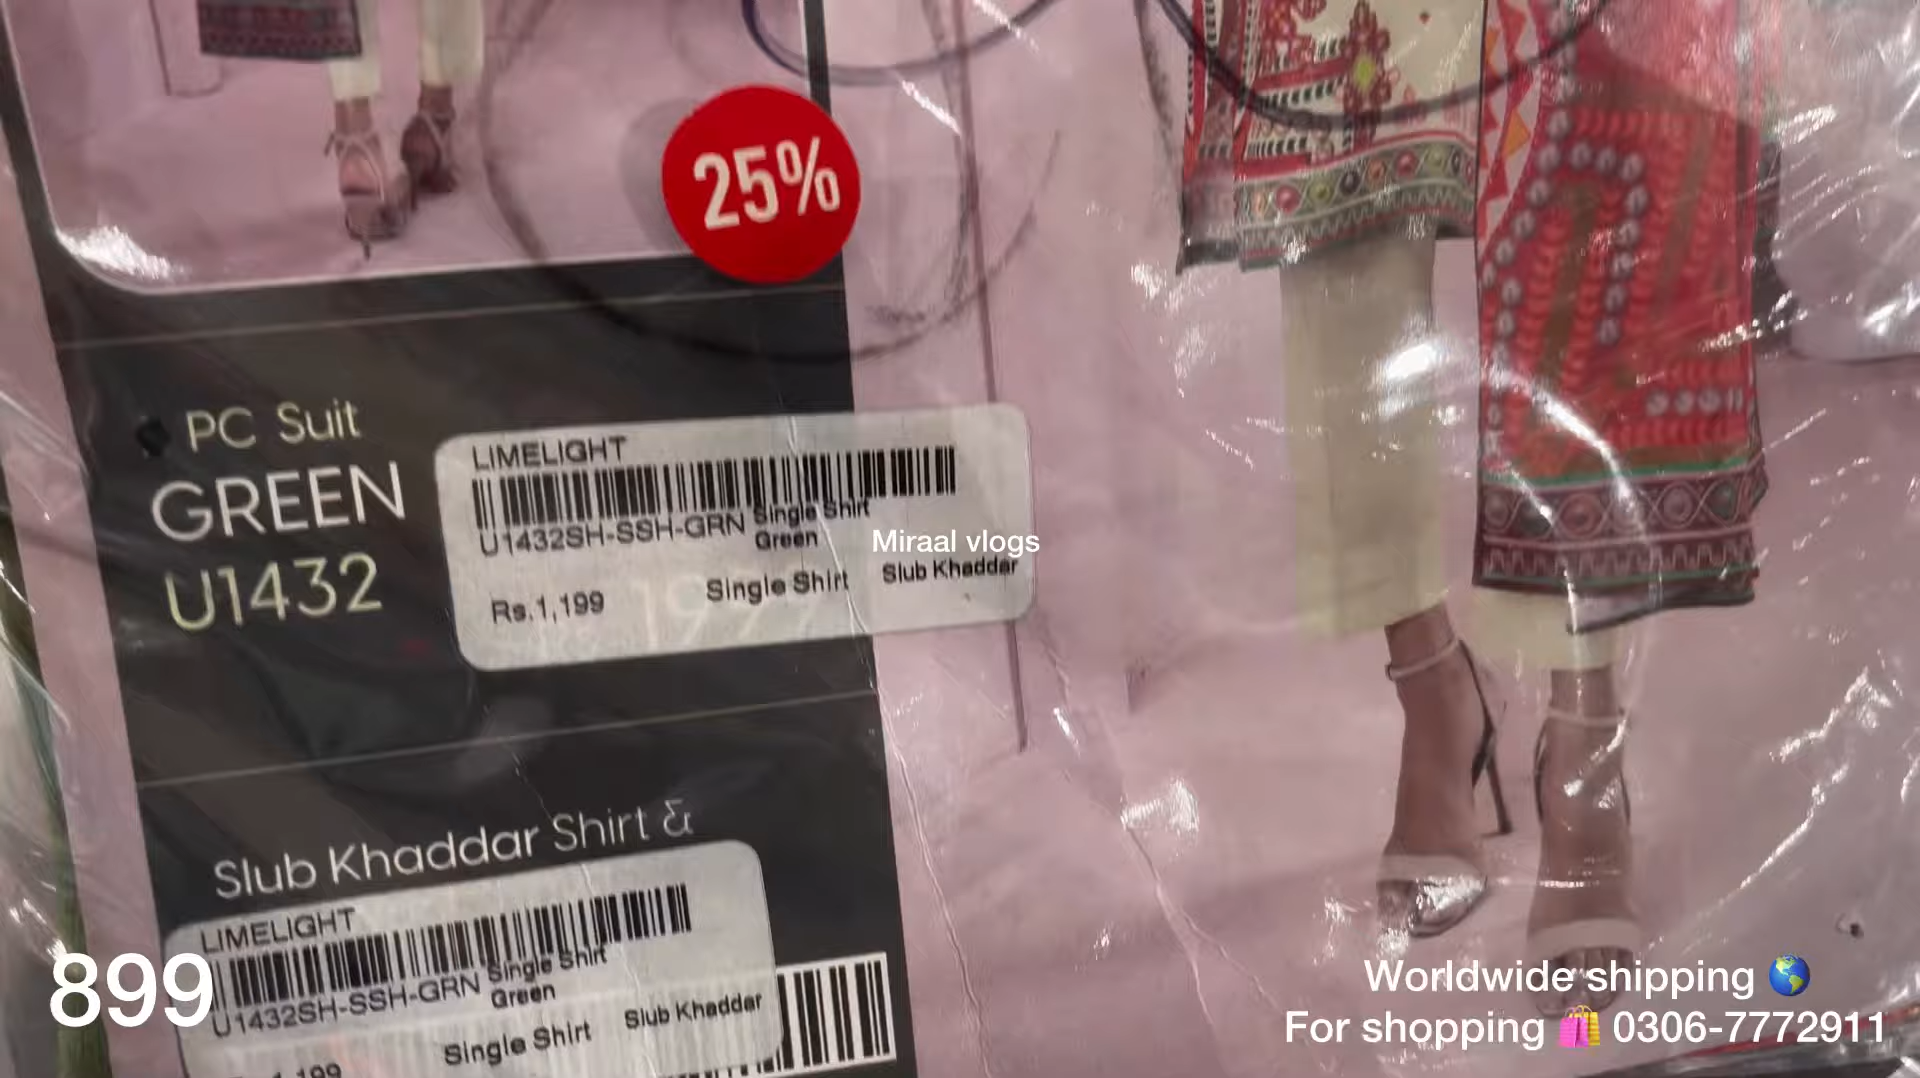 25%
PC Suit
GREEN
U1432
LIMELIGHT
U1432SH-SSH-GRN Single Shirt
Green
Rs.1,199
Single Shirt
Slub Khaddar
Miraal vlogs
Slub Khaddar Shirt &
LIMELIGHT
U1432SH-SSH-GRN Single Shirt
Green
Single Shirt
Slub Khaddar
899
Worldwide shipping 🌎
For shopping 🛍️ 0306-7772911